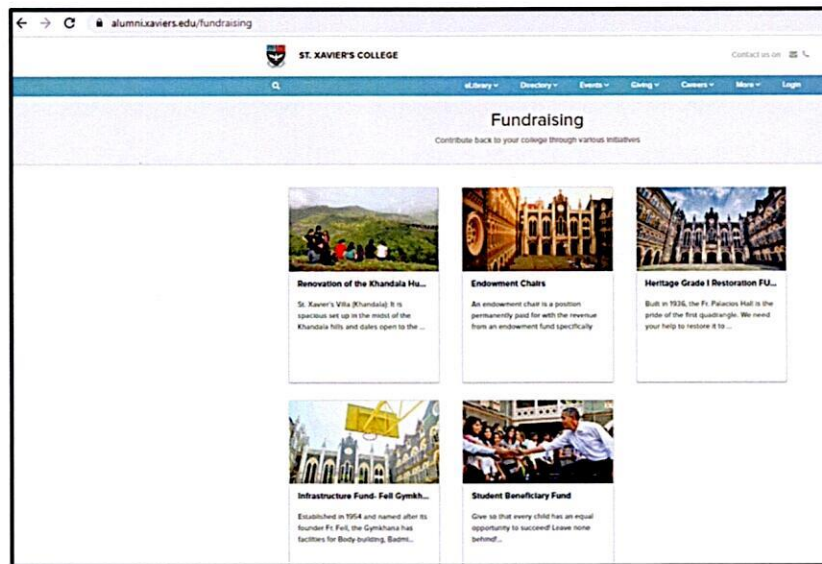 alumni.xaviers.edu/fundraising
ST. XAVIER'S COLLEGE
Contact us on
eLibrary Directory Events Giving Careers More Login
Fundraising
Contribute back to your college through various initiatives
Renovation of the Khandala Hu...
St. Xavier's Villa (Khandala): It is
spacious set up in the midst of the
Khandala hills and dales open to the ...
Endowment Chairs
An endowment chair is a position
permanently paid for with the revenue
from an endowment fund specifically
Heritage Grade I Restoration FU...
Built in 1936, the Fr. Palacios Hall is the
pride of the first quadrangle. We need
your help to restore it to ...
Infrastructure Fund- Fell Gymkh...
Established in 1954 and named after its
founder Fr. Fell, the Gymkhana has
facilities for Body-building, Badmi...
Student Beneficiary Fund
Give so that every child has an equal
opportunity to succeed! Leave none
behind!...